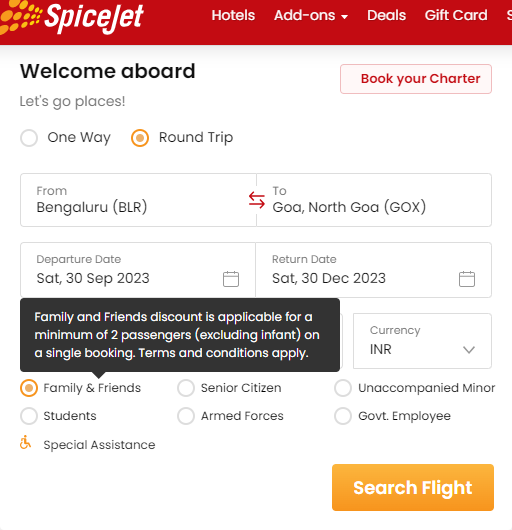 SpiceJet
Hotels Add-ons Deals Gift Card
Welcome aboard
Book your Charter
Let's go places!
One Way Round Trip
From To
Bengaluru (BLR) Goa, North Goa (GOX)
Departure Date Return Date
Sat, 30 Sep 2023 Sat, 30 Dec 2023
Family and Friends discount is applicable for a
minimum of 2 passengers (excluding infant) on
a single booking. Terms and conditions apply.
Currency
INR
Family & Friends Senior Citizen Unaccompanied Minor
Students Armed Forces Govt. Employee
Special Assistance
Search Flight